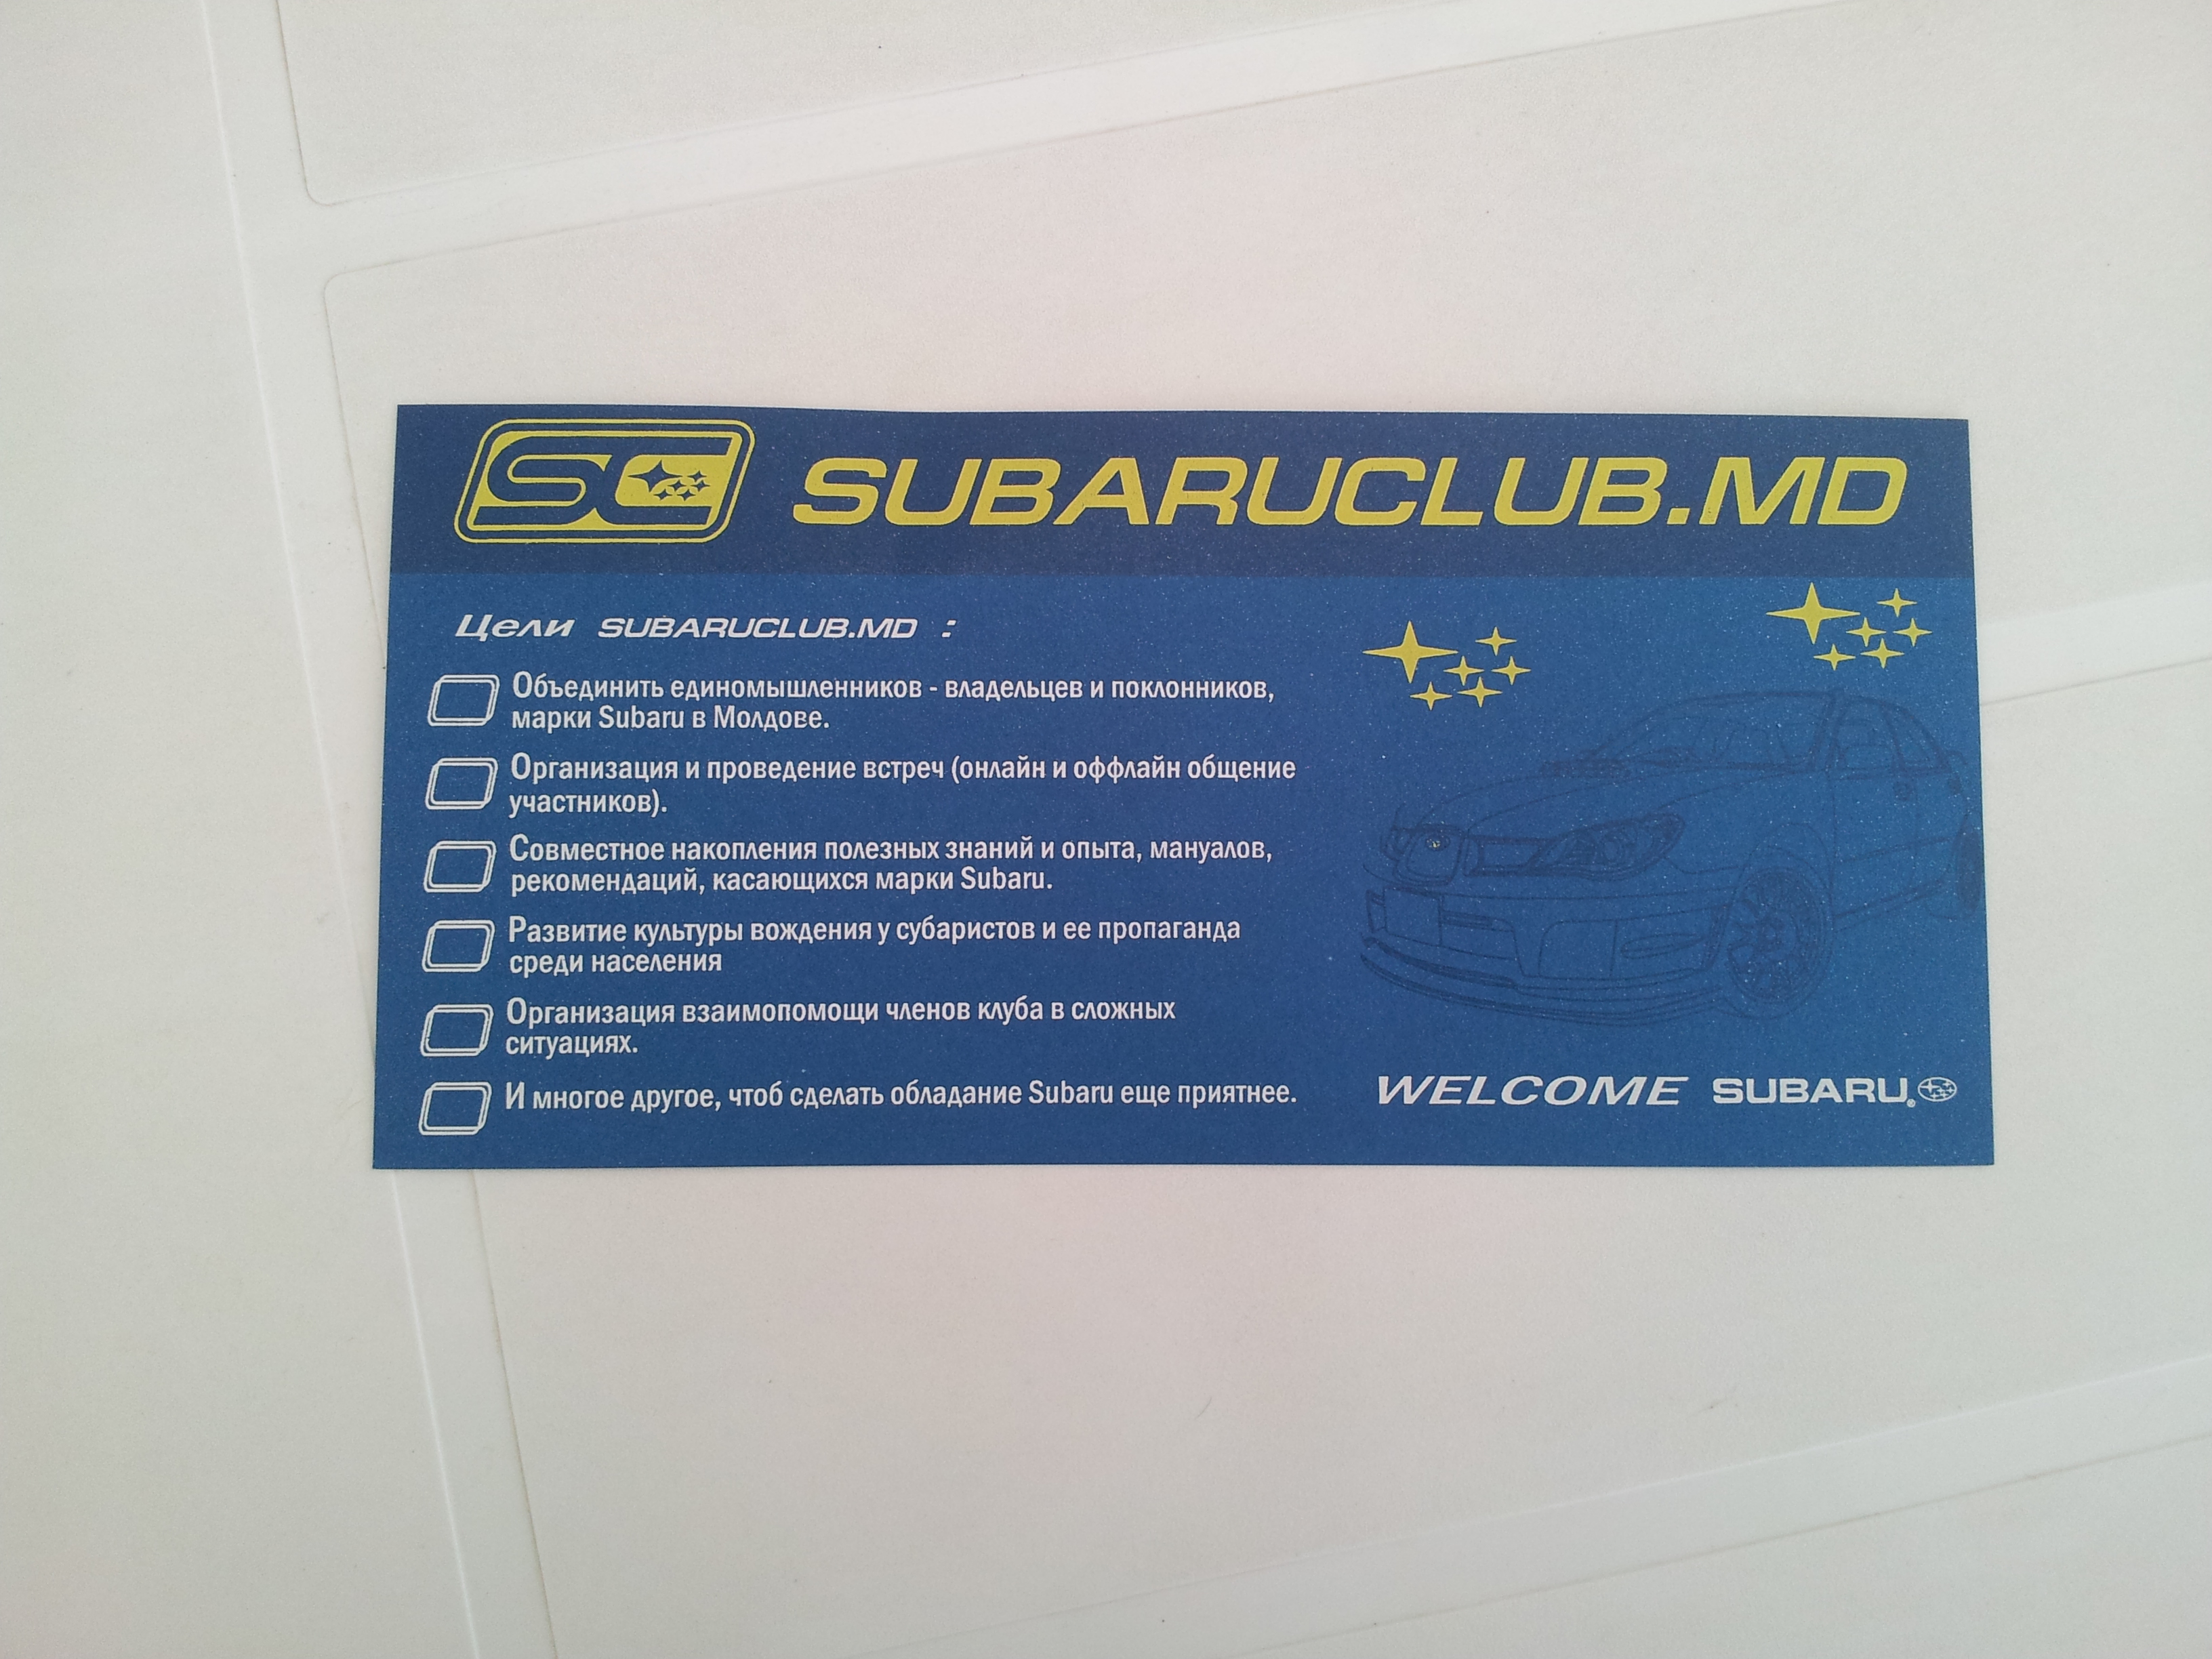 SC SUBARUCLUB.MD
Цели SUBARUCLUB.MD :
Объединить единомышленников - владельцев и поклонников,
марки Subaru в Молдове.
Организация и проведение встреч (онлайн и оффлайн общение
участников).
Совместное накопления полезных знаний и опыта, мануалов,
рекомендаций, касающихся марки Subaru.
Развитие культуры вождения у субаристов и ее пропаганда
среди населения
Организация взаимопомощи членов клуба в сложных
ситуациях.
И многое другое, чтоб сделать обладание Subaru еще приятнее.
WELCOME SUBARU®